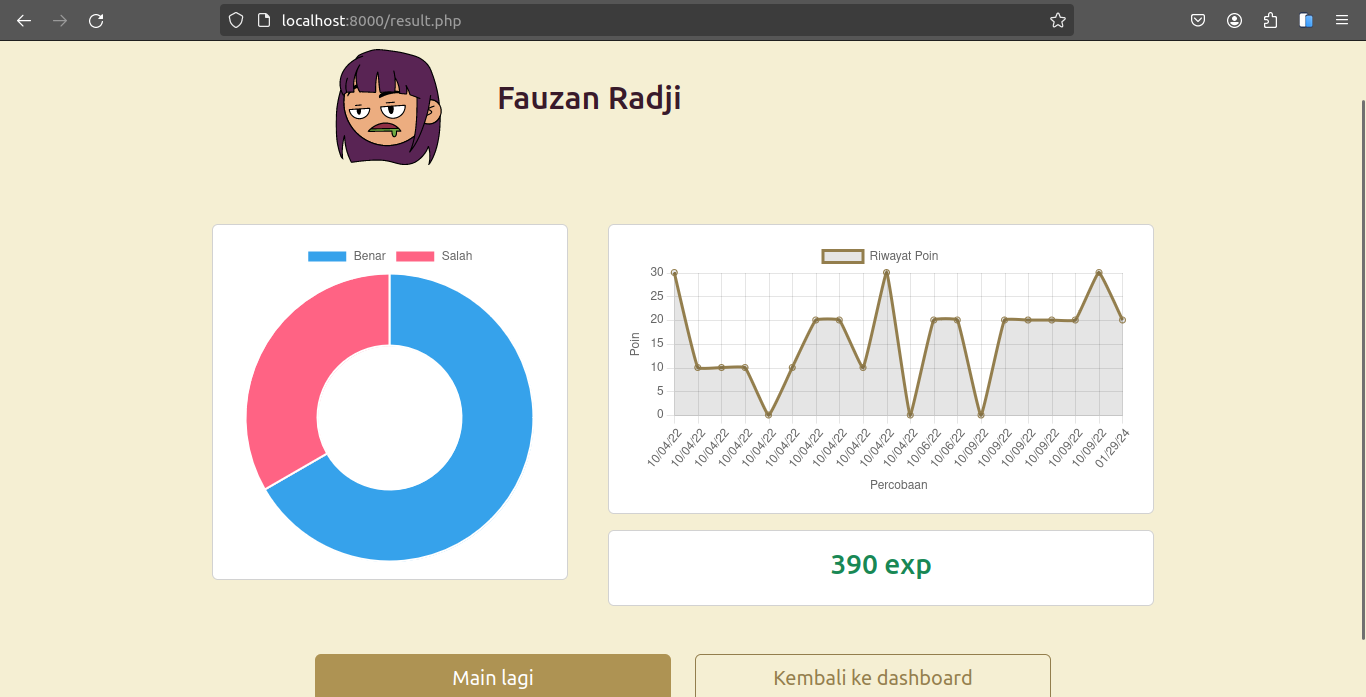 localhost:8000/result.php
Fauzan Radji
Benar Salah
Riwayat Poin
30
25
20
15
10
5
0
Poin
10/04/22 10/04/22 10/04/22 10/04/22 10/04/22 10/04/22 10/04/22 10/04/22 10/04/22 10/04/22 10/04/22 10/06/22 10/06/22 10/09/22 10/09/22 10/09/22 10/09/22 10/09/22 10/09/22 01/29/24
Percobaan
390 exp
Main lagi
Kembali ke dashboard